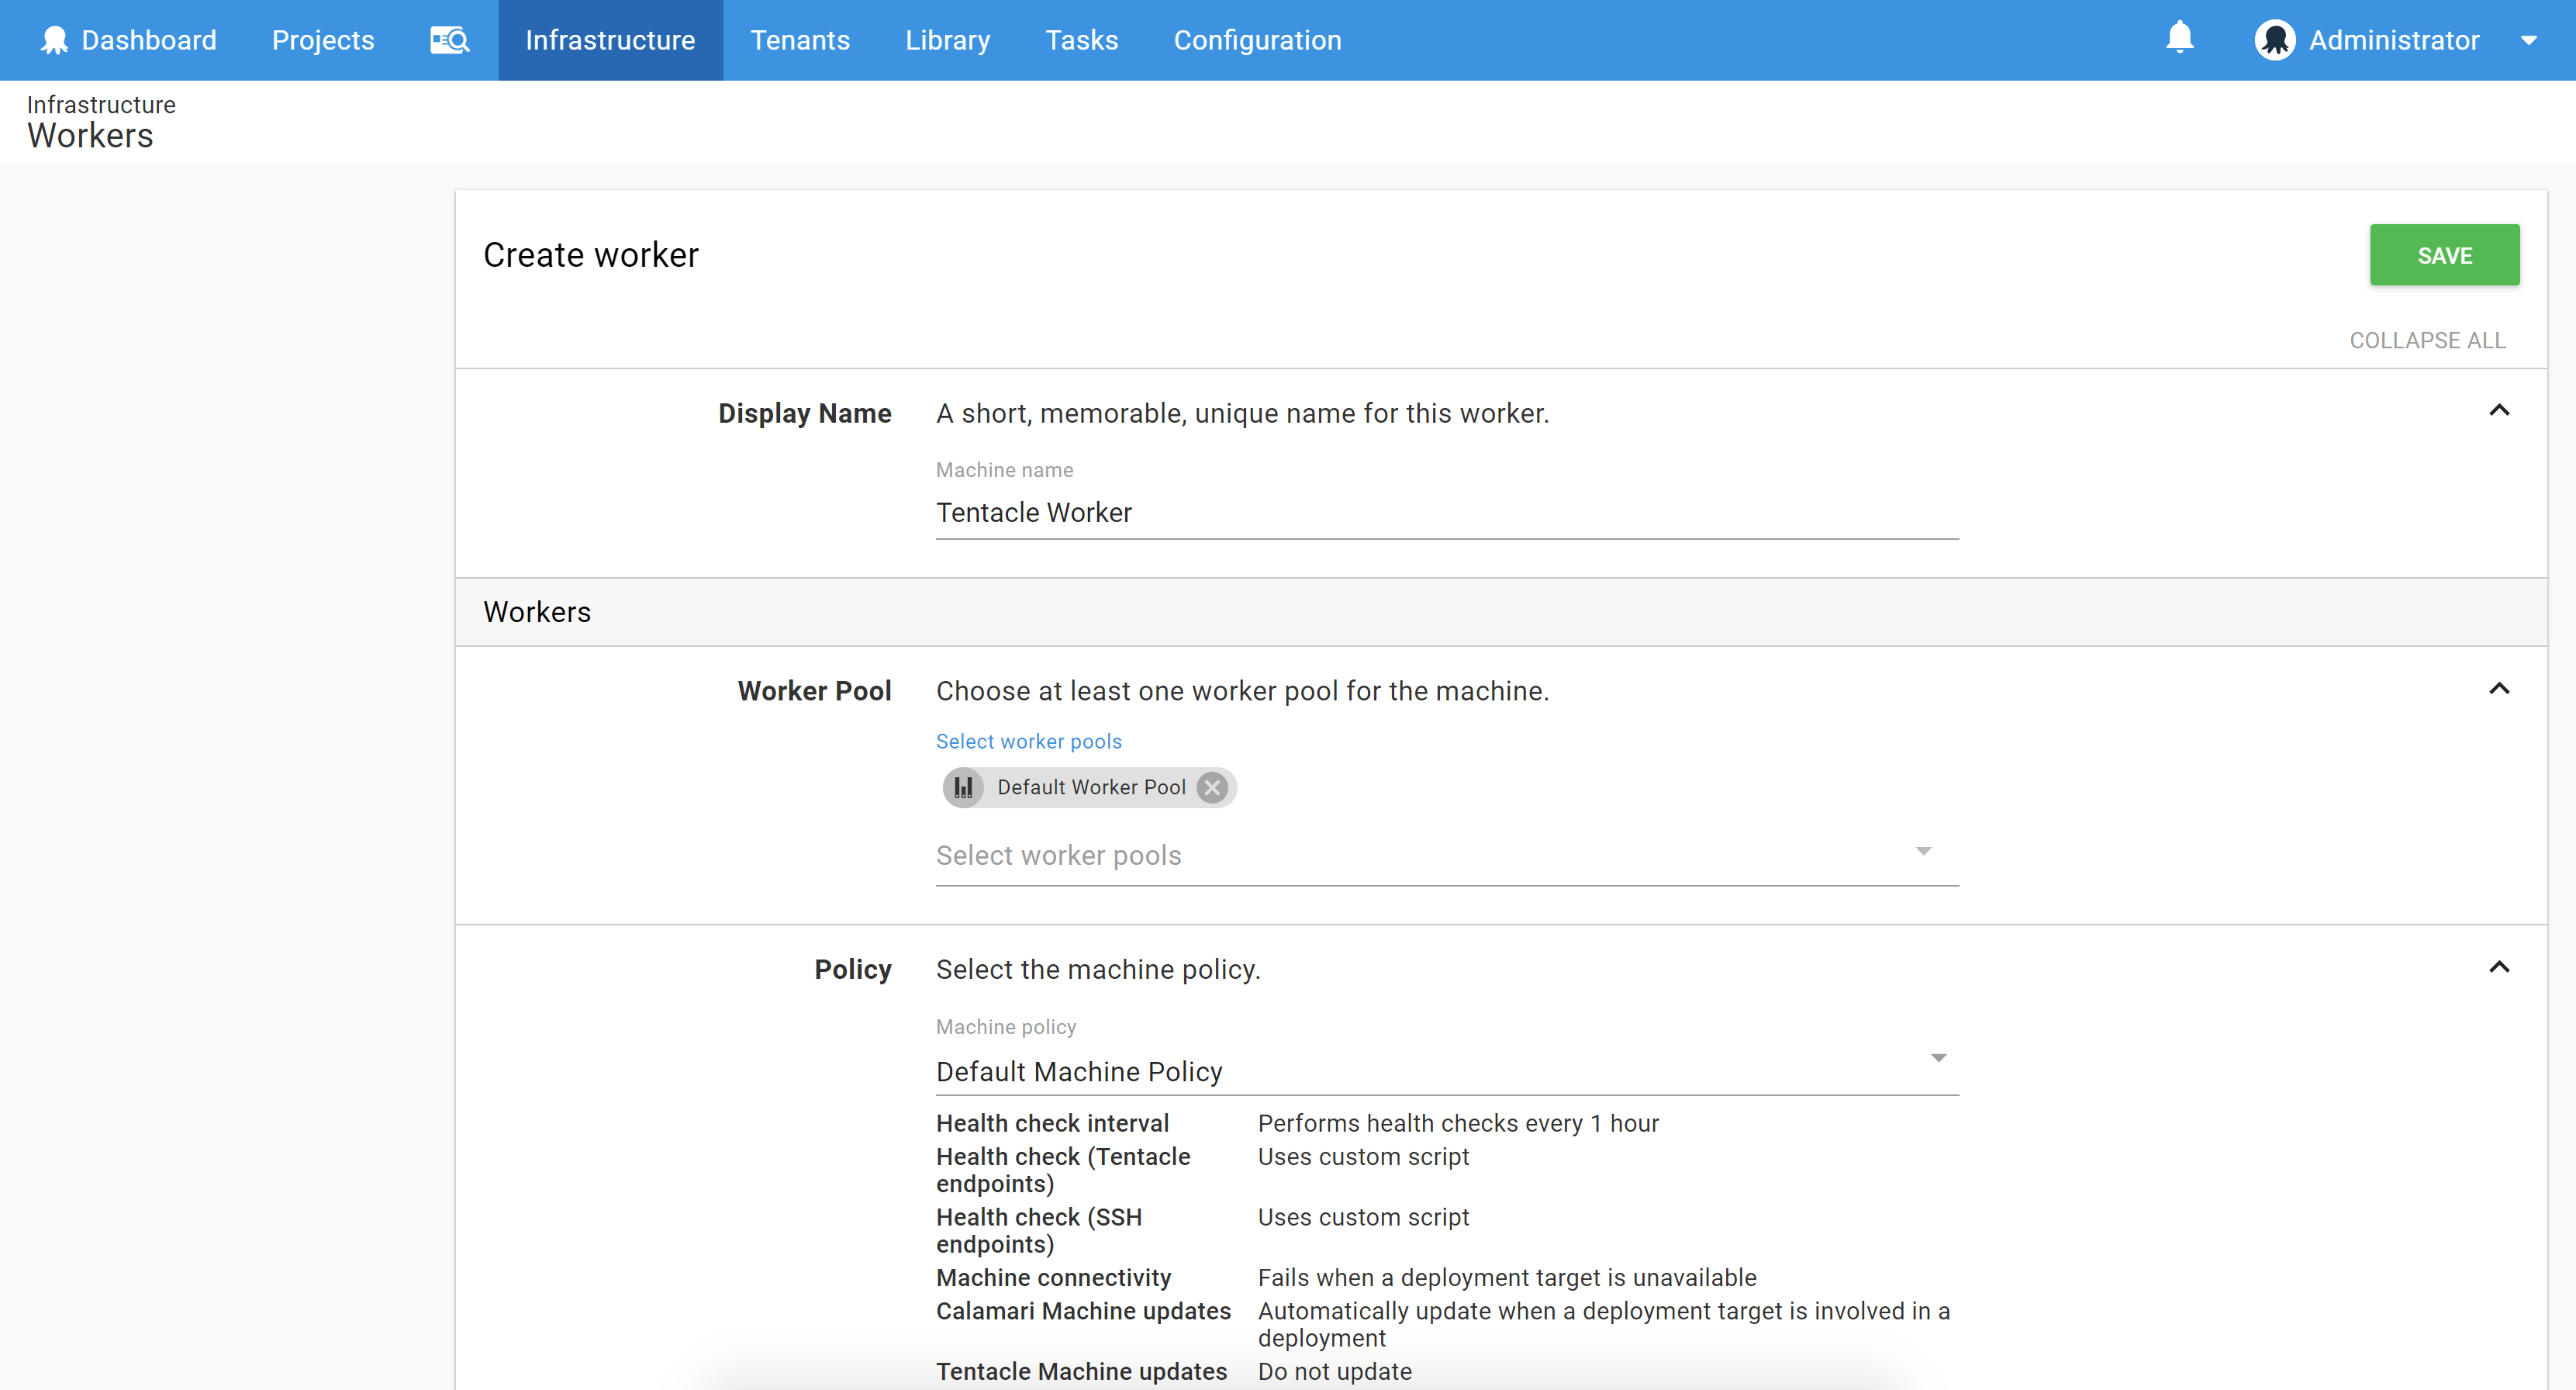 Dashboard Projects Infrastructure Tenants Library Tasks Configuration Administrator
Infrastructure
Workers
Create worker
SAVE
COLLAPSE ALL
Display Name A short, memorable, unique name for this worker.
Machine name
Tentacle Worker
Workers
Worker Pool Choose at least one worker pool for the machine.
Select worker pools
Default Worker Pool
Select worker pools
Policy Select the machine policy.
Machine policy
Default Machine Policy
Health check interval Performs health checks every 1 hour
Health check (Tentacle Uses custom script
endpoints)
Health check (SSH Uses custom script
endpoints)
Machine connectivity Fails when a deployment target is unavailable
Calamari Machine updates Automatically update when a deployment target is involved in a
deployment
Tentacle Machine updates Do not update